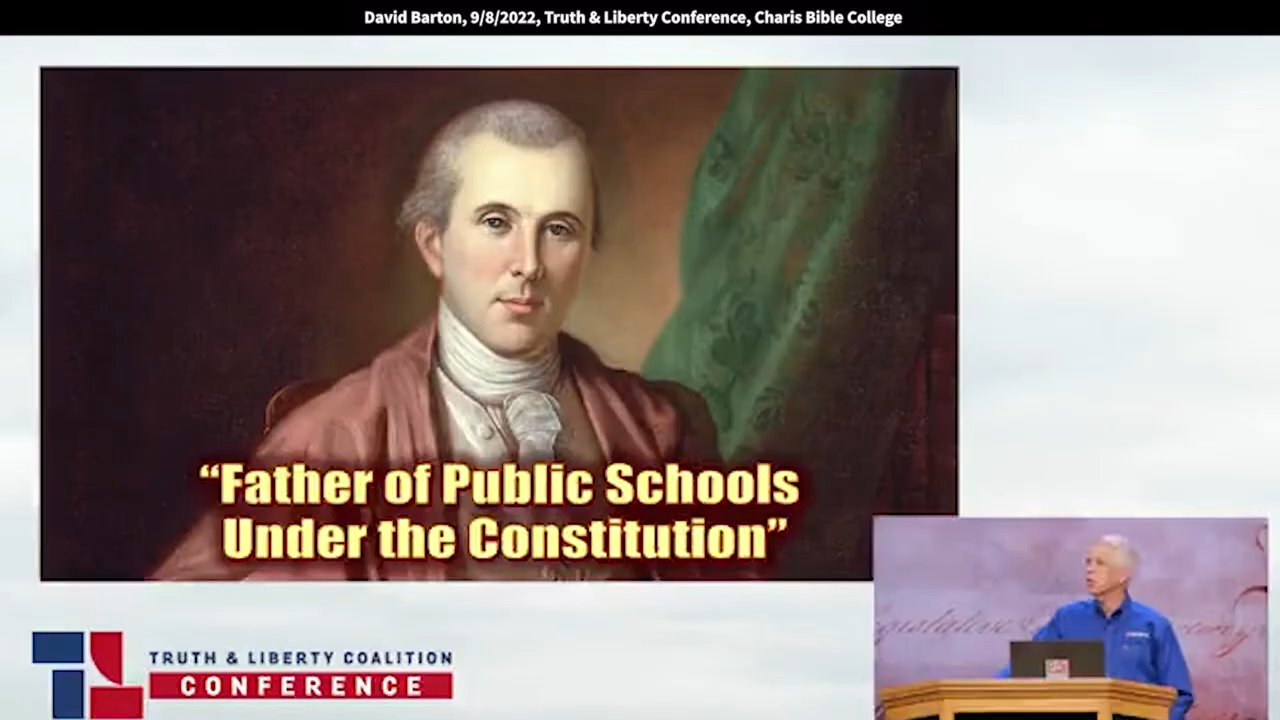 David Barton, 9/8/2022, Truth & Liberty Conference, Charis Bible College
“Father of Public Schools
Under the Constitution”
TRUTH & LIBERTY COALITION
CONFERENCE